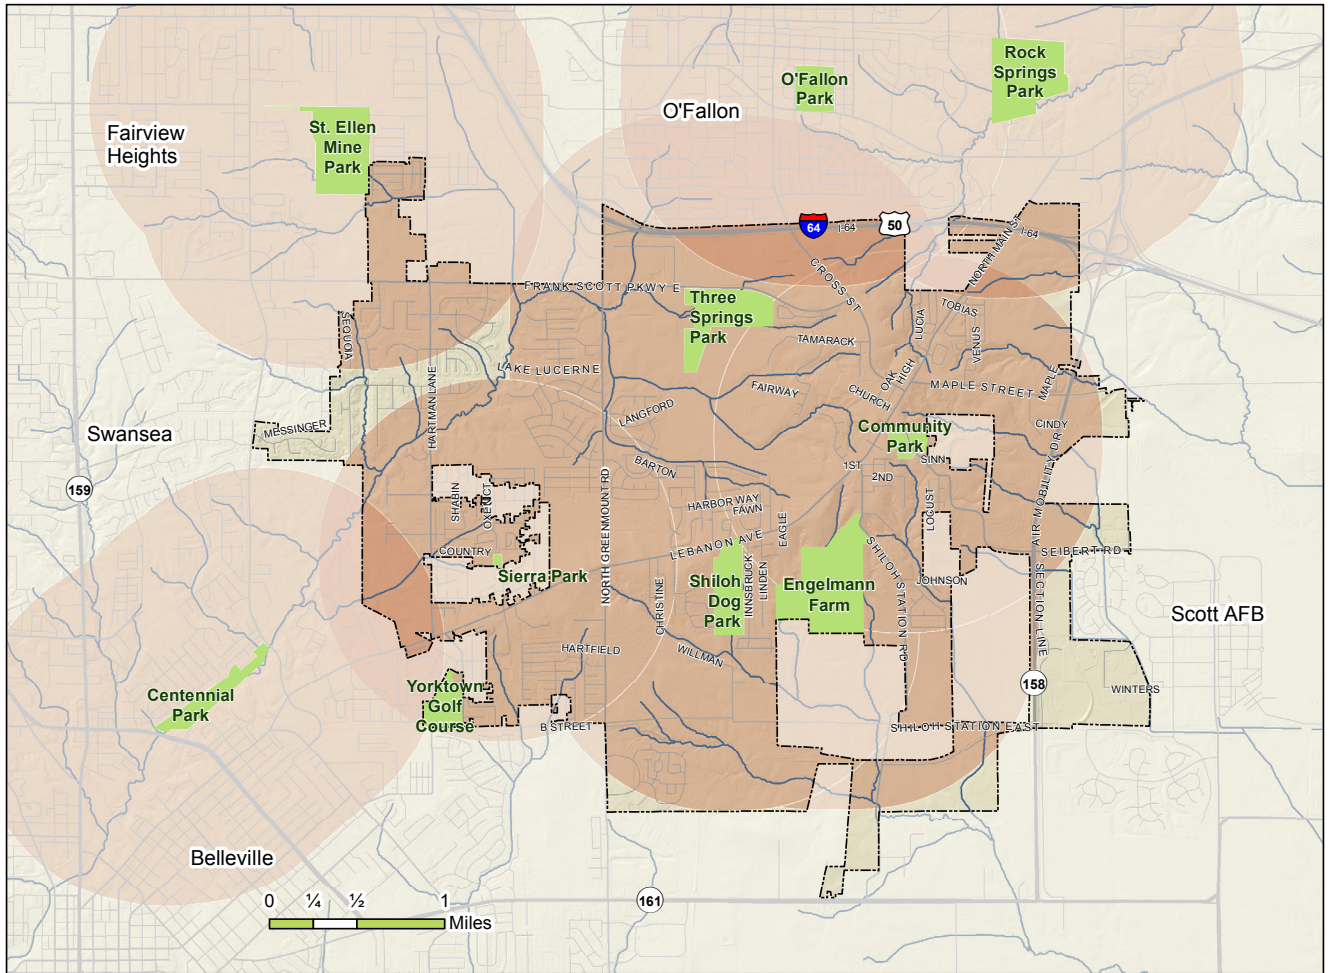 Rock
Springs
Park
O'Fallon
Park
O'Fallon
Fairview
Heights
St. Ellen
Mine
Park
64
I-64
50
NORTH MAIN ST
I-64
CROSS ST
FRANK SCOTT PKWY E
Three
Springs
Park
TOBIAS
LUCIA
VENUS
SEQUOIA
TAMARACK
LAKE LUCERNE
HARTMAN LANE
OAK
HIGH
MAPLE STREET
MAPLE
FAIRWAY
CHURCH
LANGFORD
MESSINGER
Swansea
Community
Park
CINDY
159
BARTON
SINN
1ST
2ND
SHABIN
OXENCT
NORTH GREENMOUNT RD
HARBOR WAY
FAWN
LOCUST
AIR MOBILITY DR
EAGLE
LEBANON AVE
COUNTRY
SEIBERT RD
Sierra Park
CHRISTINE
Shiloh
Dog
Park
INNSBRUCK
LINDEN
Engelmann
Farm
SHILOH STATION RD
JOHNSON
SECTION LINE
Scott AFB
HARTFIELD
WILLMAN
Centennial
Park
Yorktown
Golf
Course
158
WINTERS
B STREET
SHILOH STATION EAST
Belleville
0 ¼ ½ 1
Miles
161